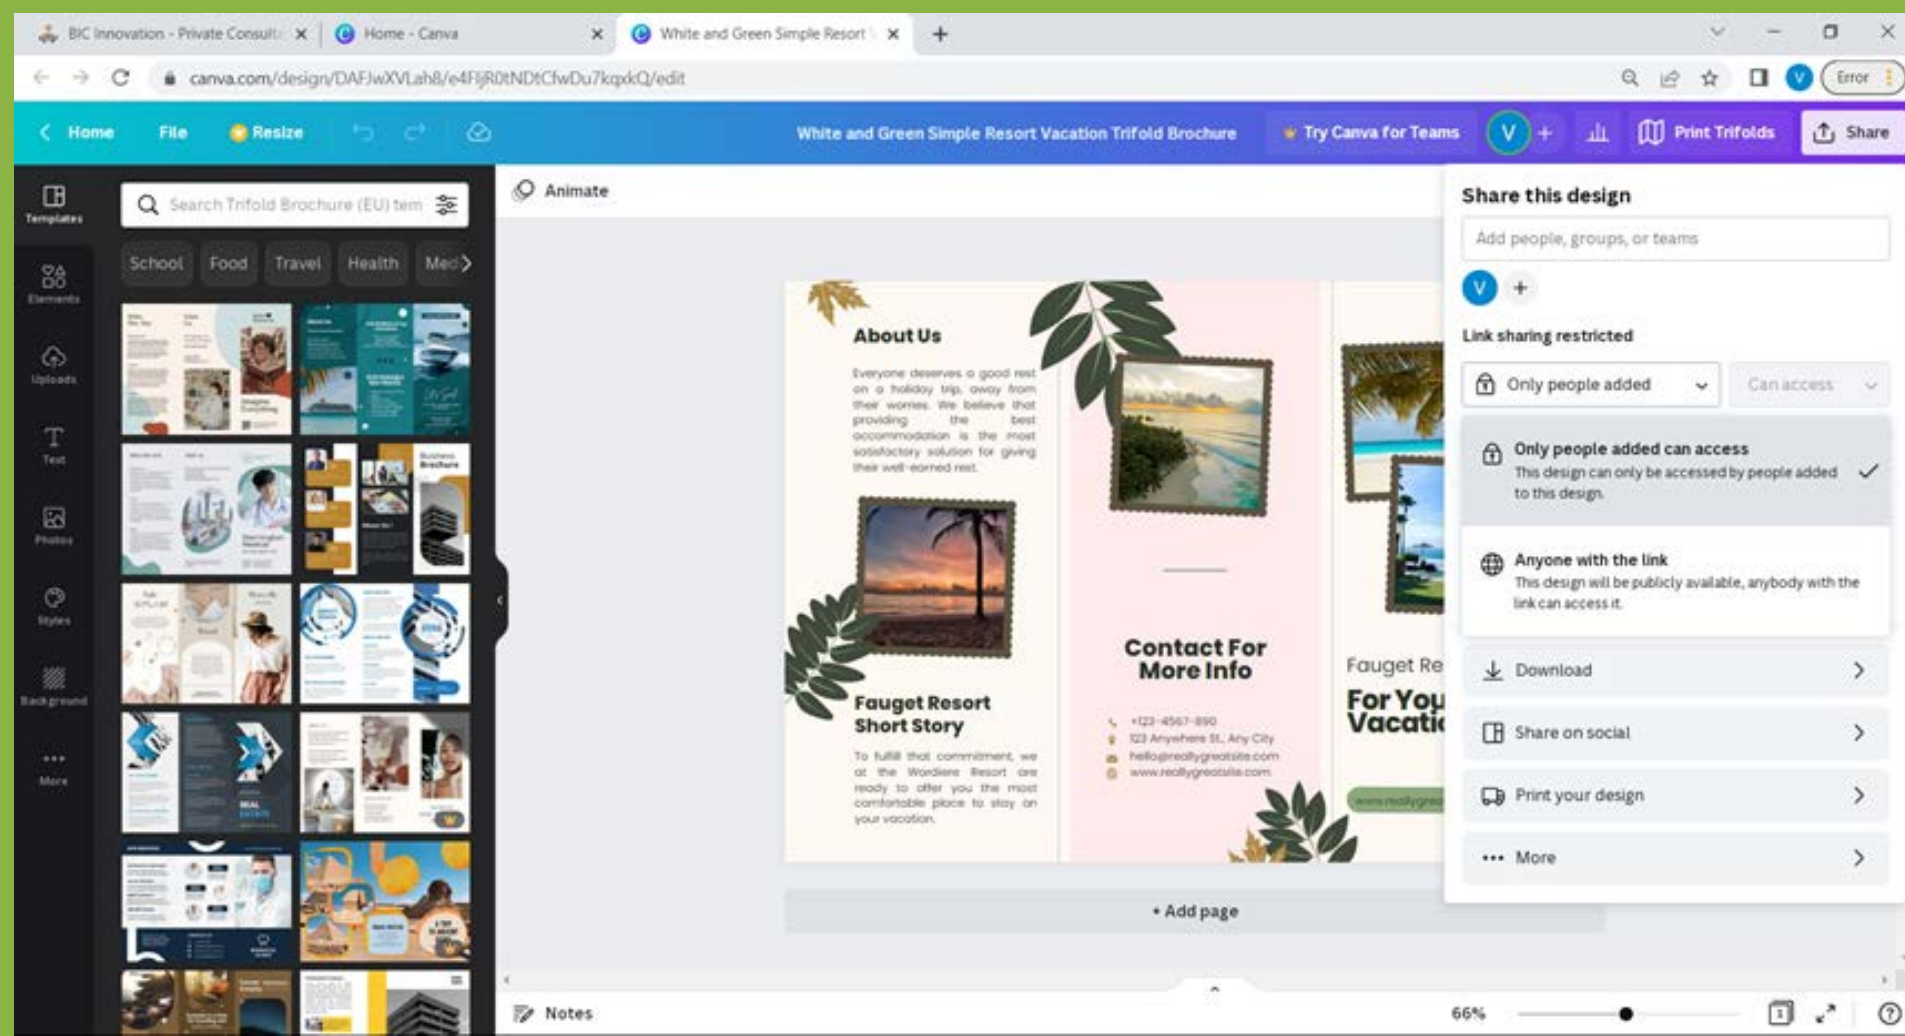 BIC Innovation - Private Consult
Home - Canva
White and Green Simple Resort
canva.com/design/DAFJwXVLah8/e4FljR0tNDtCfwDu7kqxkQ/edit
V
Error
Home
File
Resize
White and Green Simple Resort Vacation Trifold Brochure
Try Canva for Teams
V
Print Trifolds
Share
Templates
Elements
Uploads
Text
Photos
Styles
Background
More
Search Trifold Brochure (EU) tem
School
Food
Travel
Health
Med
Business
Brochure
Animate
About Us
Everyone deserves a good rest
on a holiday trip, away from
their worries. We believe that
providing the best
accommodation is the most
satisfactory solution for giving
their well-earned rest.
Fauget Resort
Short Story
To fulfill that commitment, we
at the Wordiere Resort are
ready to offer you the most
comfortable place to stay on
your vacation.
Contact For
More Info
+123-4567-890
123 Anywhere St., Any City
hello@reallygreatsite.com
www.reallygreatsite.com
Fauget Re
For You
Vacatio
www.reallygrea
+ Add page
Notes
66%
1
Share this design
Add people, groups, or teams
V
Link sharing restricted
Only people added
Can access
Only people added can access
This design can only be accessed by people added
to this design.
Anyone with the link
This design will be publicly available, anybody with the
link can access it.
Download
Share on social
Print your design
More